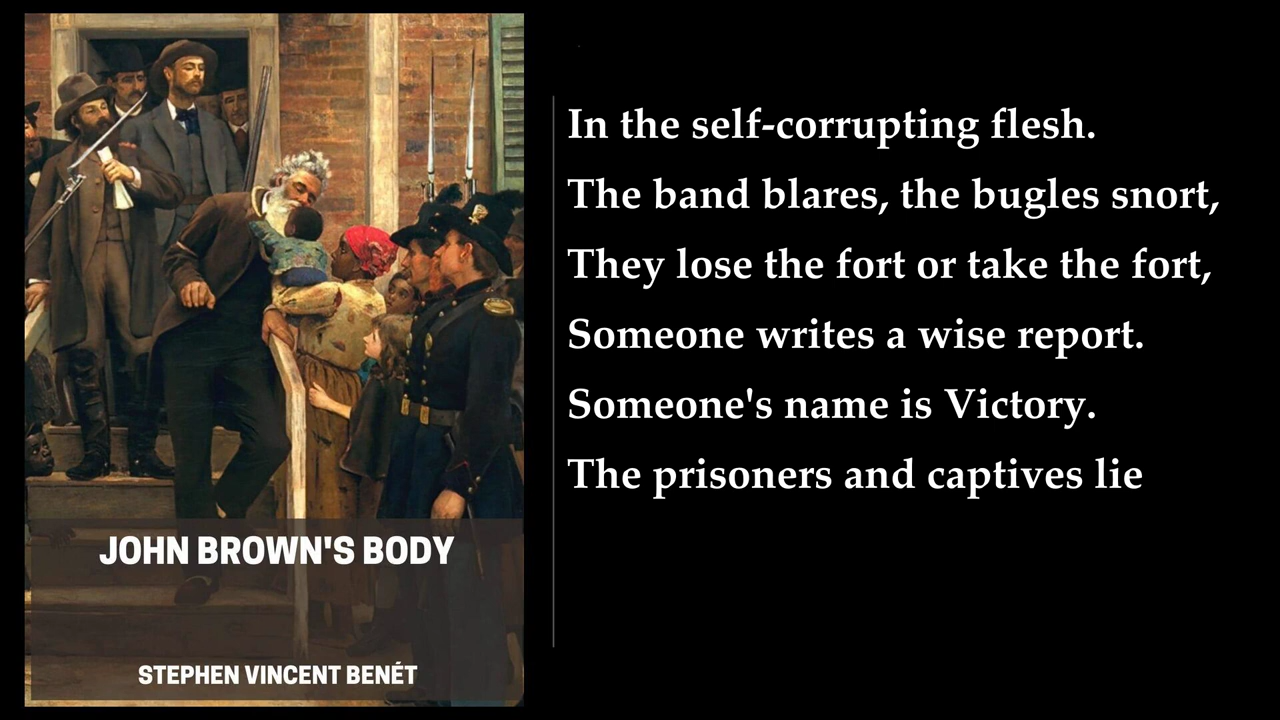 JOHN BROWN'S BODY
STEPHEN VINCENT BENÉT
In the self-corrupting flesh.
The band blares, the bugles snort,
They lose the fort or take the fort,
Someone writes a wise report.
Someone's name is Victory.
The prisoners and captives lie